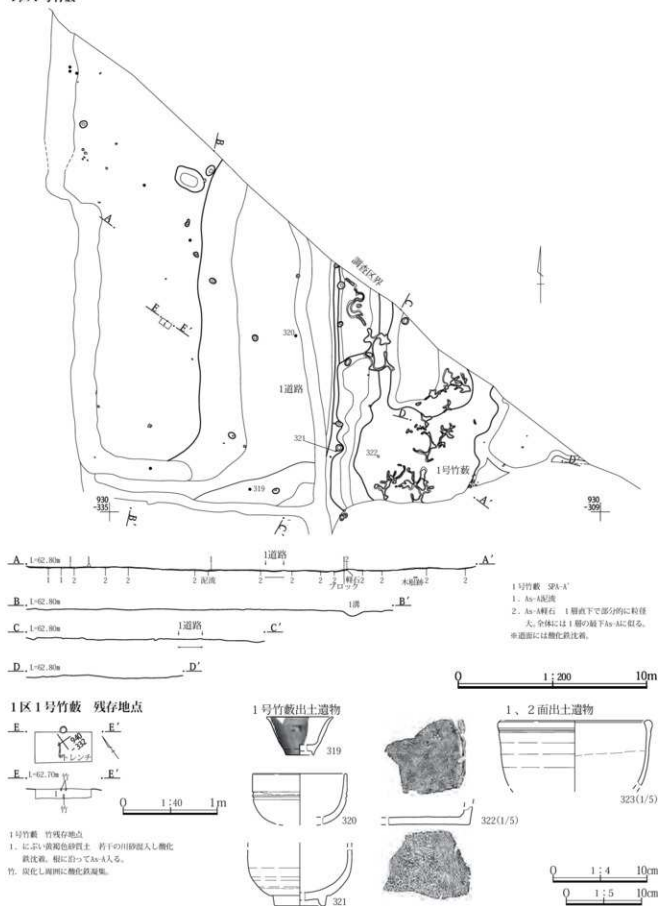 調査区界
B
A
E
E'
320
1道路
C
321
322
1号竹藪
319
A'
930
-335
B'
C'
930
-309
A L=62.80m
1道路
A'
1 1 2 2 2 泥流
ブロック
軽石
木根跡
B L=62.80m
1溝
B'
C L=62.80m
1道路
C'
D L=62.80m
D'
1号竹藪 SPA-A'
1. As-A泥流
2. As-A軽石 1層直下で部分的に粒径
大。全体には1層の最下As-Aに似る。
※道面には酸化鉄沈着。
0 1:200 10m
1区1号竹藪 残存地点
E
E'
940
-332
トレンチ
E L=62.70m
竹
E'
1
竹
0 1:40 1m
1号竹藪 竹残存地点
1. にぶい黄褐色砂質土 若干の川砂混入し酸化
鉄沈着。根に沿ってAs-A入る。
竹. 炭化し周囲に酸化鉄凝集。
1号竹藪出土遺物
319
320
321
322(1/5)
1、2面出土遺物
323(1/5)
0 1:4 10cm
0 1:5 10cm